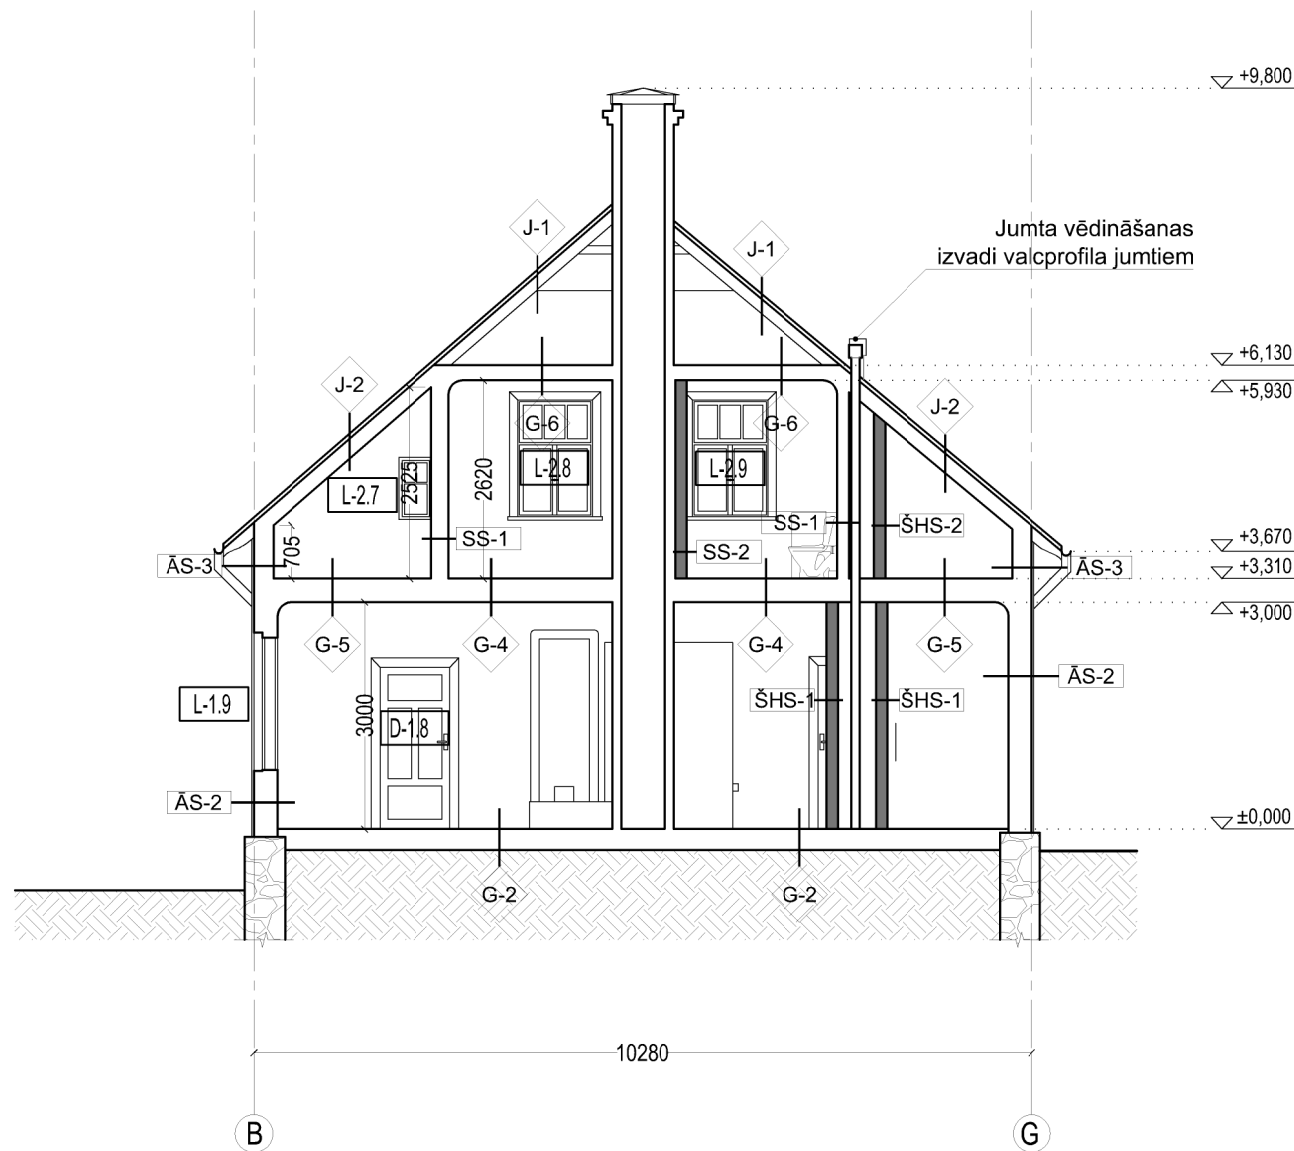 +9,800
J-1
J-1
Jumta vēdināšanas
izvadi valcprofila jumtiem
+6,130
+5,930
J-2
J-2
G-6
G-6
L-2.8
L-2.9
L-2.7
2525
2620
SS-1
ŠHS-2
SS-1
SS-2
705
+3,670
ĀS-3
ĀS-3
+3,310
+3,000
G-5
G-4
G-4
G-5
ĀS-2
L-1.9
ŠHS-1
ŠHS-1
3000
D-1.8
ĀS-2
±0,000
G-2
G-2
10280
B
G